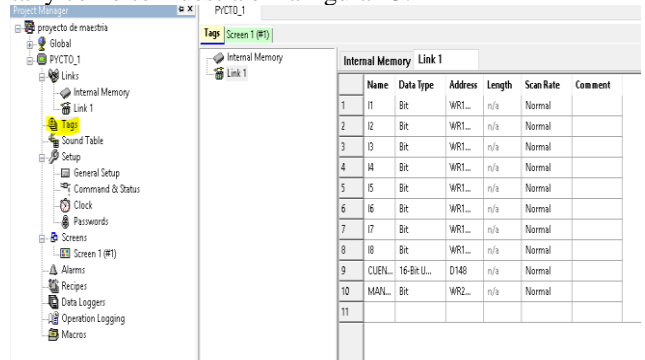 Project Manager
PYCTO_1
proyecto de maestria
Global
PYCTO_1
Links
Internal Memory
Link 1
Tags
Sound Table
Setup
General Setup
Command & Status
Clock
Passwords
Screens
Screen 1 (#1)
Alarms
Recipes
Data Loggers
Operation Logging
Macros
Tags Screen 1 (#1)
Internal Memory
Link 1
Internal Memory Link 1
Name Data Type Address Length Scan Rate Comment
1 I1 Bit WR1... n/a Normal
2 I2 Bit WR1... n/a Normal
3 I3 Bit WR1... n/a Normal
4 I4 Bit WR1... n/a Normal
5 I5 Bit WR1... n/a Normal
6 I6 Bit WR1... n/a Normal
7 I7 Bit WR1... n/a Normal
8 I8 Bit WR1... n/a Normal
9 CUEN... 16-Bit U... D148 n/a Normal
10 MAN... Bit WR2... n/a Normal
11